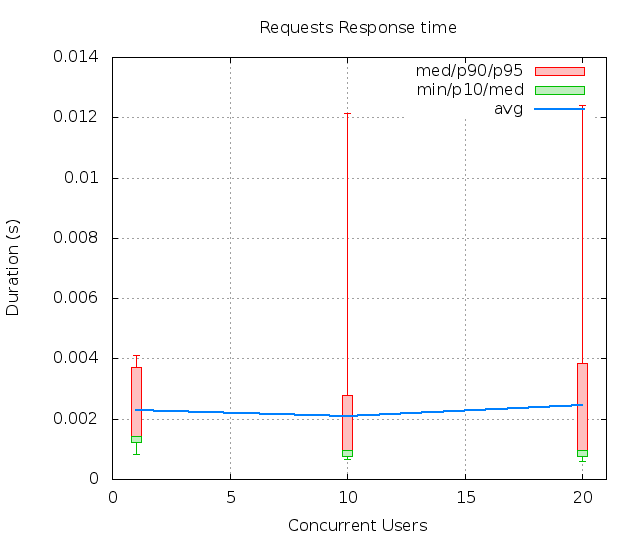 Requests Response time
med/p90/p95
min/p10/med
avg
0.014
0.012
0.01
0.008
0.006
0.004
0.002
0
Duration (s)
0 5 10 15 20
Concurrent Users